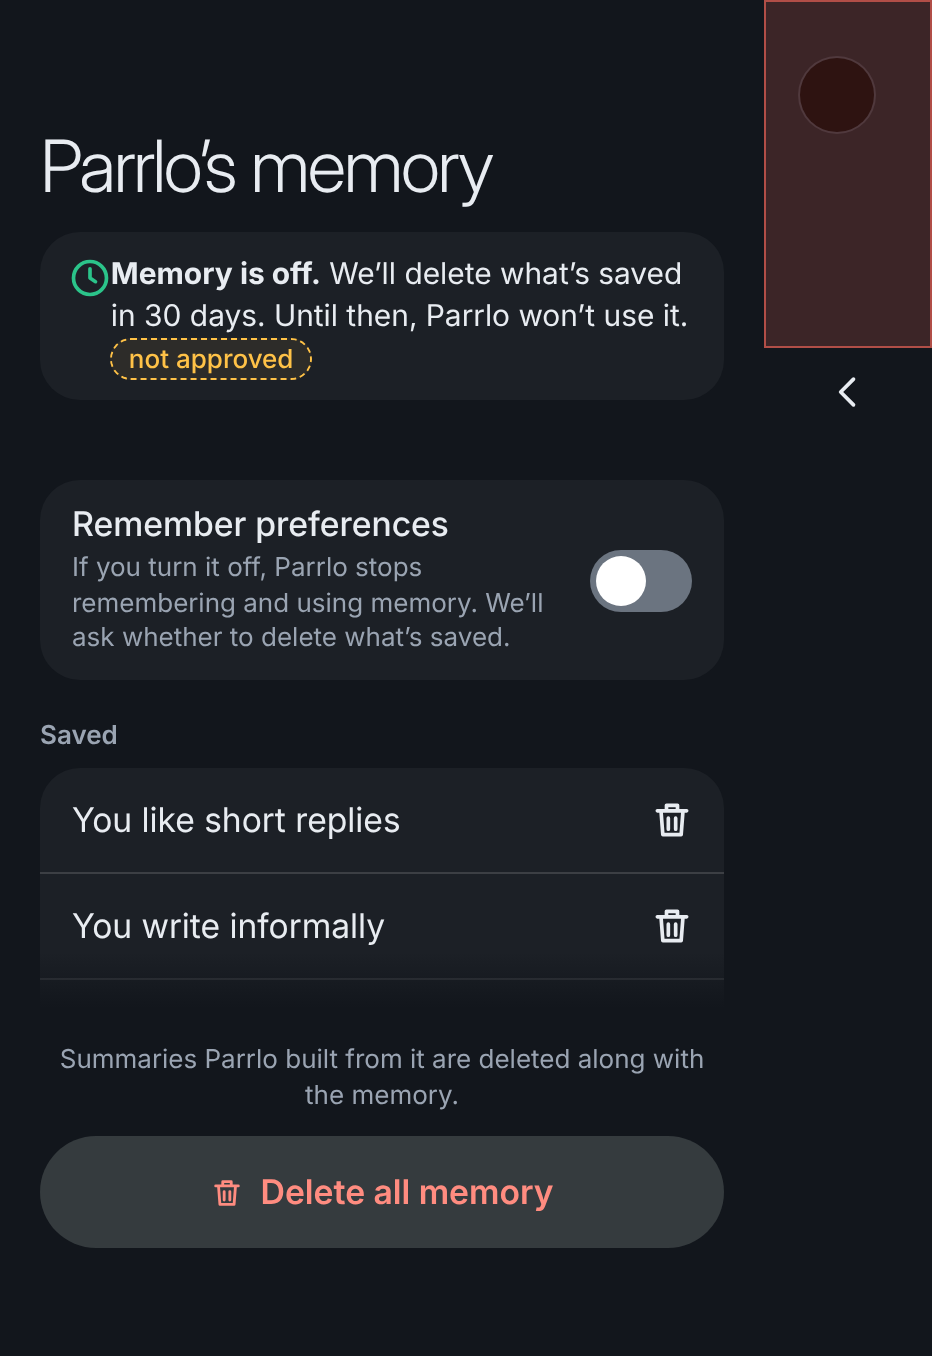 Parrlo’s memory
Memory is off. We’ll delete what’s saved
in 30 days. Until then, Parrlo won’t use it.
not approved
Remember preferences
If you turn it off, Parrlo stops
remembering and using memory. We’ll
ask whether to delete what’s saved.
Saved
You like short replies
You write informally
Summaries Parrlo built from it are deleted along with
the memory.
Delete all memory